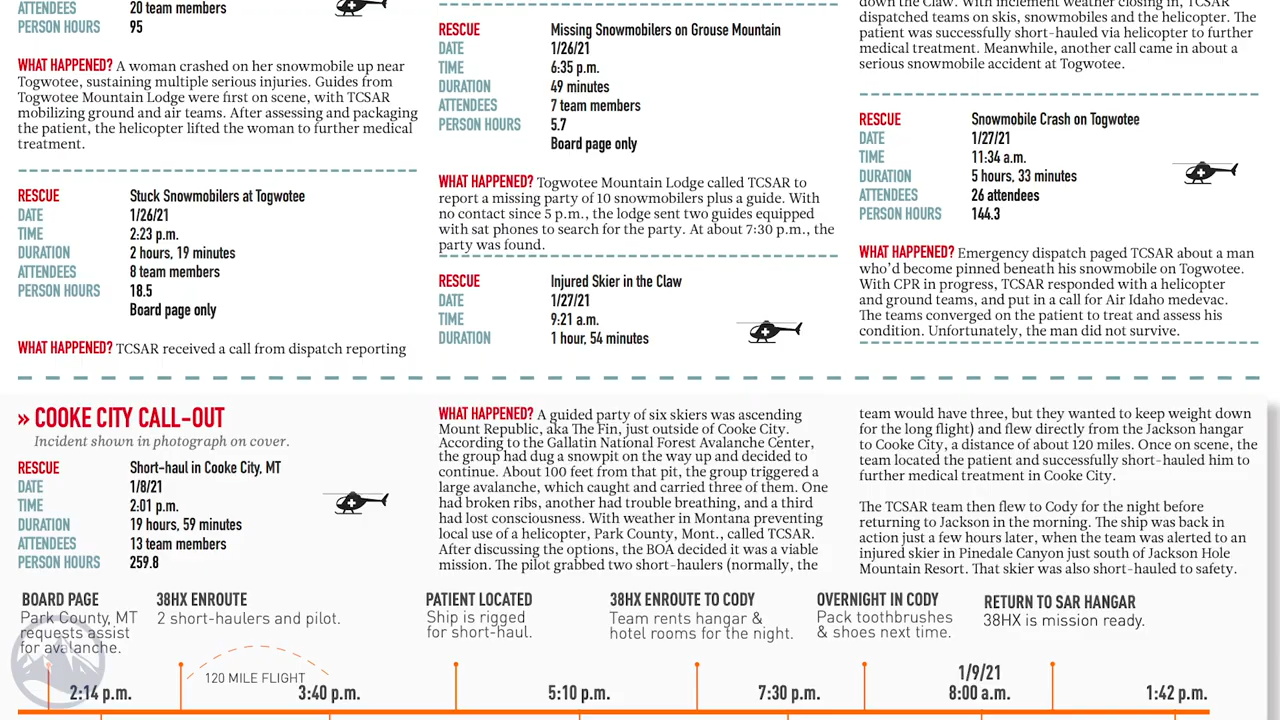 ATTENDEES 20 team members
PERSON HOURS 95
WHAT HAPPENED? A woman crashed on her snowmobile up near
Togwotee, sustaining multiple serious injuries. Guides from
Togwotee Mountain Lodge were first on scene, with TCSAR
mobilizing ground and air teams. After assessing and packaging
the patient, the helicopter lifted the woman to further medical
treatment.
RESCUE Stuck Snowmobilers at Togwotee
DATE 1/26/21
TIME 2:23 p.m.
DURATION 2 hours, 19 minutes
ATTENDEES 8 team members
PERSON HOURS 18.5
Board page only
WHAT HAPPENED? TCSAR received a call from dispatch reporting
RESCUE Missing Snowmobilers on Grouse Mountain
DATE 1/26/21
TIME 6:35 p.m.
DURATION 49 minutes
ATTENDEES 7 team members
PERSON HOURS 5.7
Board page only
WHAT HAPPENED? Togwotee Mountain Lodge called TCSAR to
report a missing party of 10 snowmobilers plus a guide. With
no contact since 5 p.m., the lodge sent two guides equipped
with sat phones to search for the party. At about 7:30 p.m., the
party was found.
RESCUE Injured Skier in the Claw
DATE 1/27/21
TIME 9:21 a.m.
DURATION 1 hour, 54 minutes
down the Claw. With inclement weather closing in, TCSAR
dispatched teams on skis, snowmobiles and the helicopter. The
patient was successfully short-hauled via helicopter to further
medical treatment. Meanwhile, another call came in about a
serious snowmobile accident at Togwotee.
RESCUE Snowmobile Crash on Togwotee
DATE 1/27/21
TIME 11:34 a.m.
DURATION 5 hours, 33 minutes
ATTENDEES 26 attendees
PERSON HOURS 144.3
WHAT HAPPENED? Emergency dispatch paged TCSAR about a man
who'd become pinned beneath his snowmobile on Togwotee.
With CPR in progress, TCSAR responded with a helicopter
and ground teams, and put in a call for Air Idaho medevac.
The teams converged on the patient to treat and assess his
condition. Unfortunately, the man did not survive.
» COOKE CITY CALL-OUT
Incident shown in photograph on cover.
RESCUE Short-haul in Cooke City, MT
DATE 1/8/21
TIME 2:01 p.m.
DURATION 19 hours, 59 minutes
ATTENDEES 13 team members
PERSON HOURS 259.8
WHAT HAPPENED? A guided party of six skiers was ascending
Mount Republic, aka The Fin, just outside of Cooke City.
According to the Gallatin National Forest Avalanche Center,
the group had dug a snowpit on the way up and decided to
continue. About 100 feet from that pit, the group triggered a
large avalanche, which caught and carried three of them. One
had broken ribs, another had trouble breathing, and a third
had lost consciousness. With weather in Montana preventing
local use of a helicopter, Park County, Mont., called TCSAR.
After discussing the options, the BOA decided it was a viable
mission. The pilot grabbed two short-haulers (normally, the
team would have three, but they wanted to keep weight down
for the long flight) and flew directly from the Jackson hangar
to Cooke City, a distance of about 120 miles. Once on scene, the
team located the patient and successfully short-hauled him to
further medical treatment in Cooke City.
The TCSAR team then flew to Cody for the night before
returning to Jackson in the morning. The ship was back in
action just a few hours later, when the team was alerted to an
injured skier in Pinedale Canyon just south of Jackson Hole
Mountain Resort. That skier was also short-hauled to safety.
BOARD PAGE
Park County, MT
requests assist
for avalanche.
38HX ENROUTE
2 short-haulers and pilot.
PATIENT LOCATED
Ship is rigged
for short-haul.
38HX ENROUTE TO CODY
Team rents hangar &
hotel rooms for the night.
OVERNIGHT IN CODY
Pack toothbrushes
& shoes next time.
RETURN TO SAR HANGAR
38HX is mission ready.
120 MILE FLIGHT
2:14 p.m.
3:40 p.m.
5:10 p.m.
7:30 p.m.
1/9/21
8:00 a.m.
1:42 p.m.